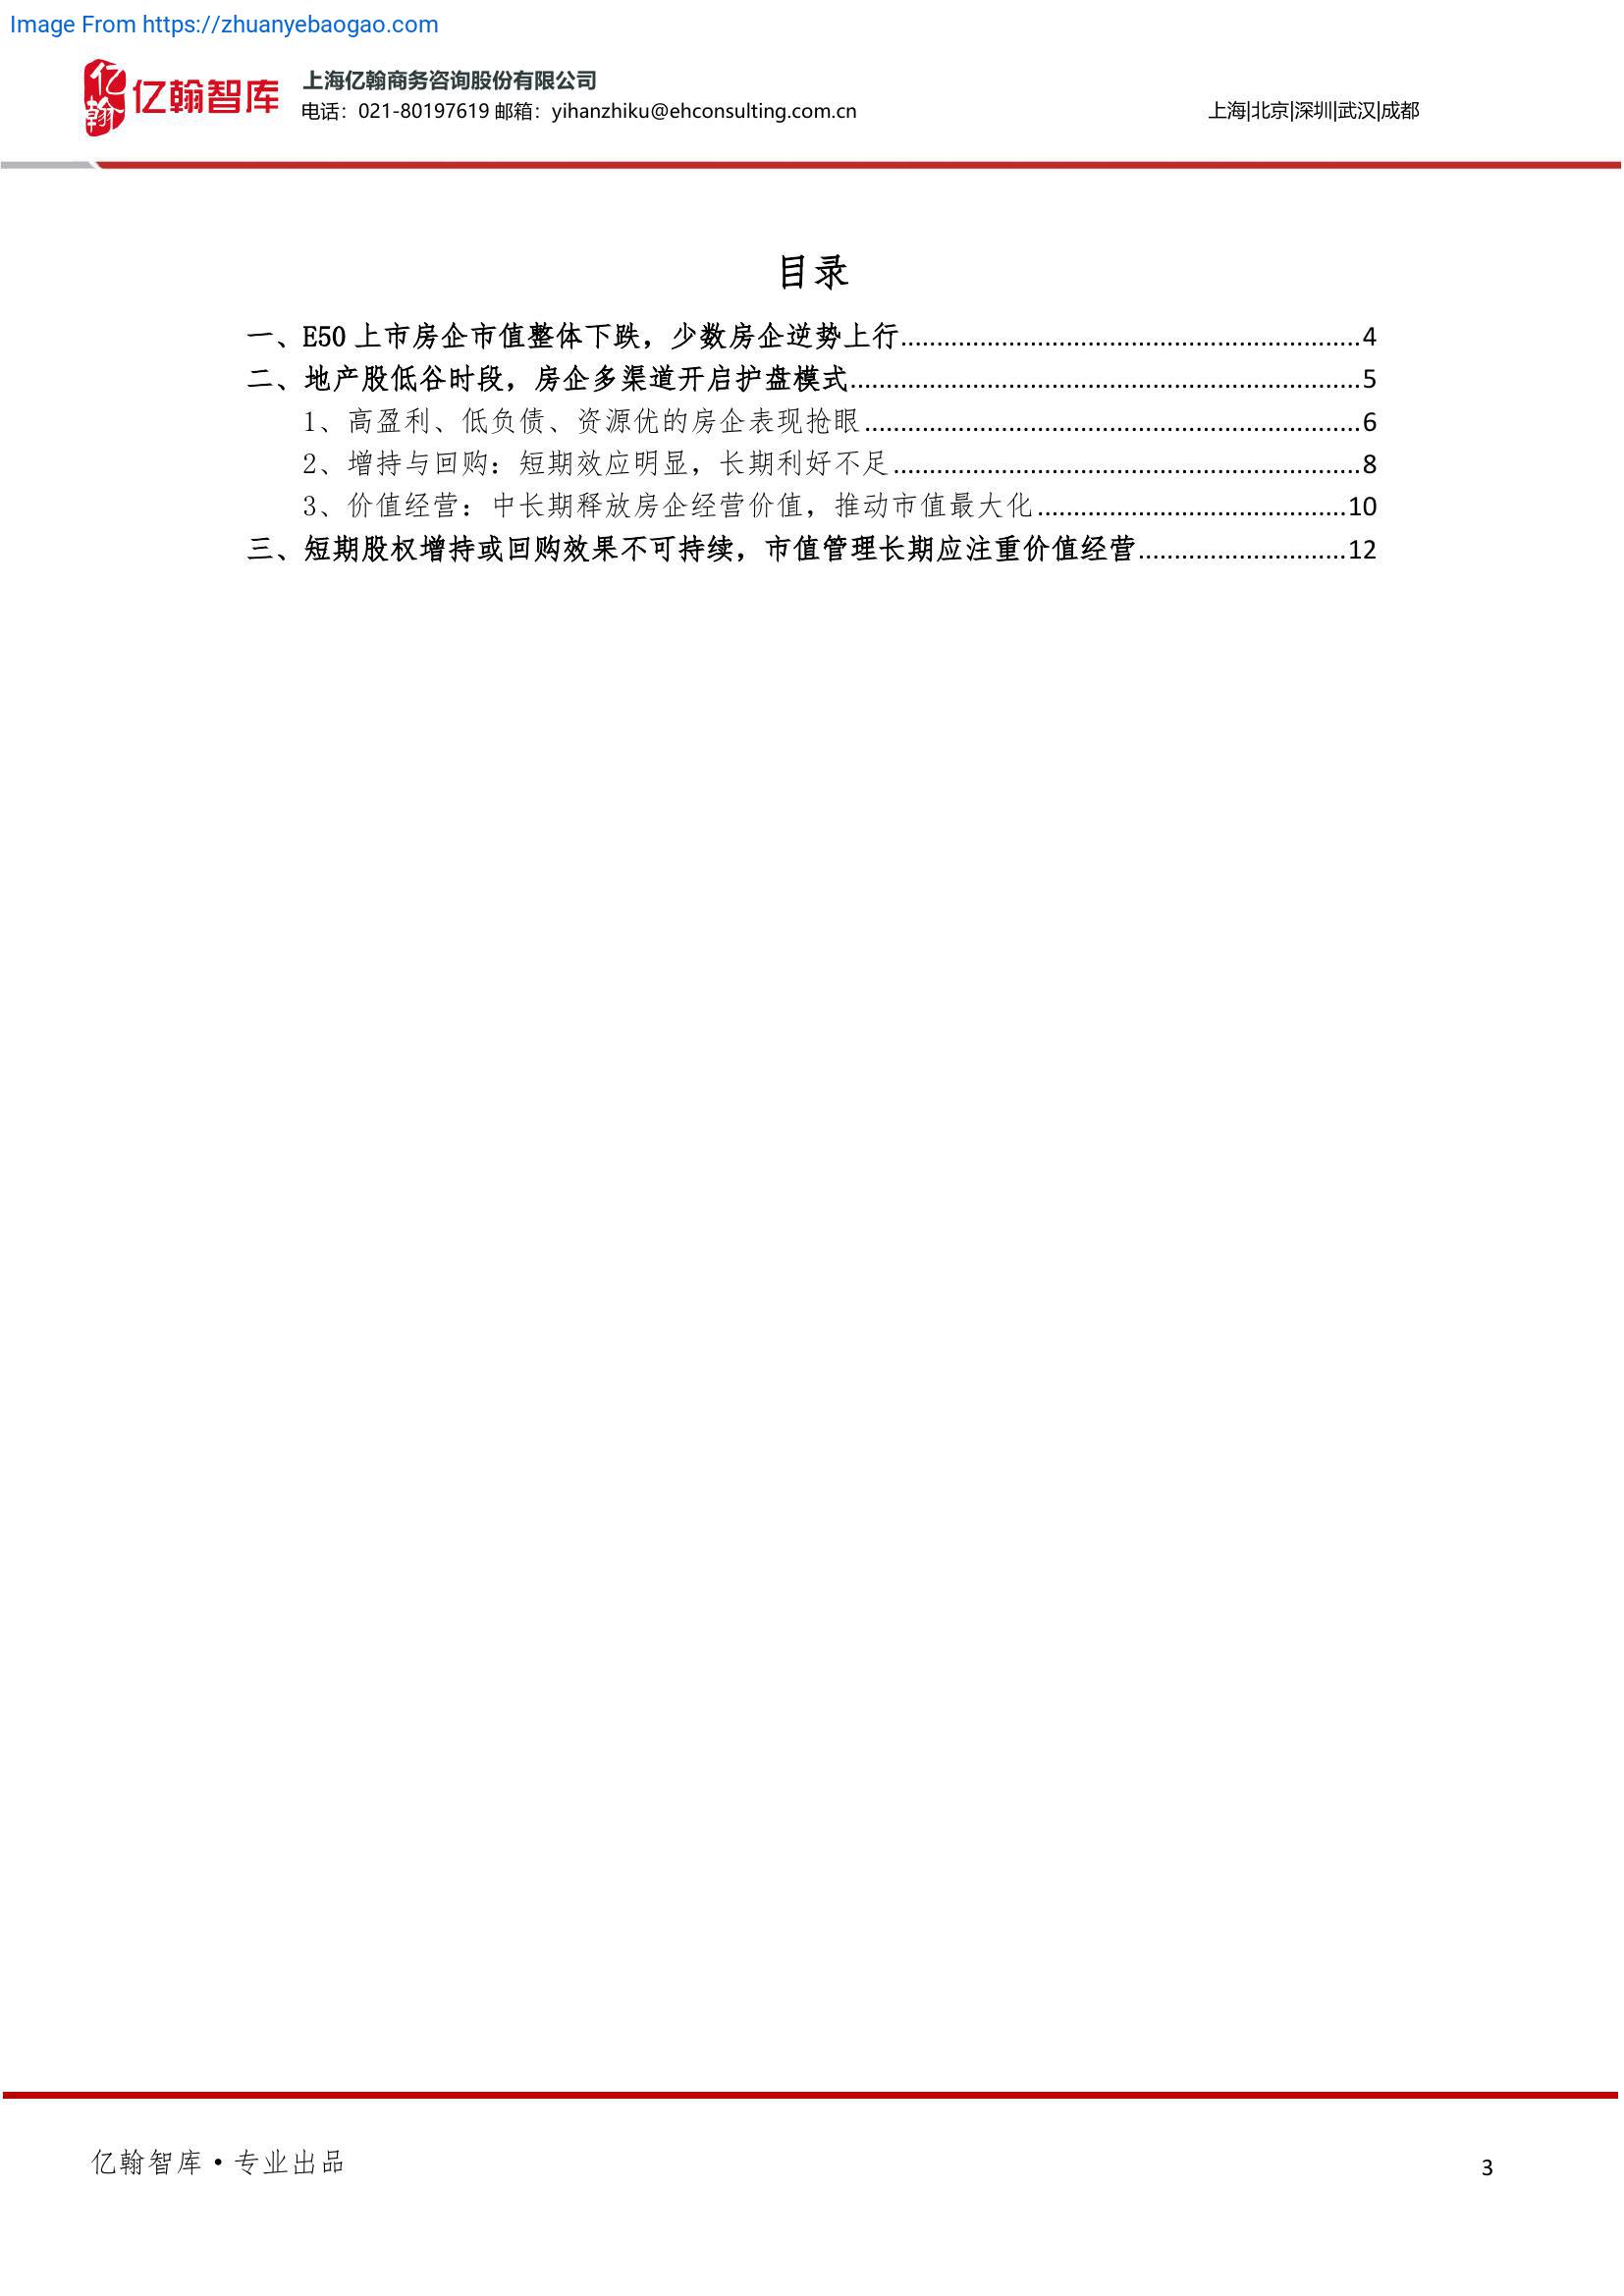 Image From https://zhuanyebaogao.com
亿翰
亿翰智库
上海亿翰商务咨询股份有限公司
电话：021-80197619 邮箱：yihanzhiku@ehconsulting.com.cn
上海|北京|深圳|武汉|成都
目录
一、E50 上市房企市值整体下跌，少数房企逆势上行................................................................4
二、地产股低谷时段，房企多渠道开启护盘模式.......................................................................5
1、高盈利、低负债、资源优的房企表现抢眼.....................................................................6
2、增持与回购：短期效应明显，长期利好不足.................................................................8
3、价值经营：中长期释放房企经营价值，推动市值最大化...........................................10
三、短期股权增持或回购效果不可持续，市值管理长期应注重价值经营.............................12
亿翰智库·专业出品
3